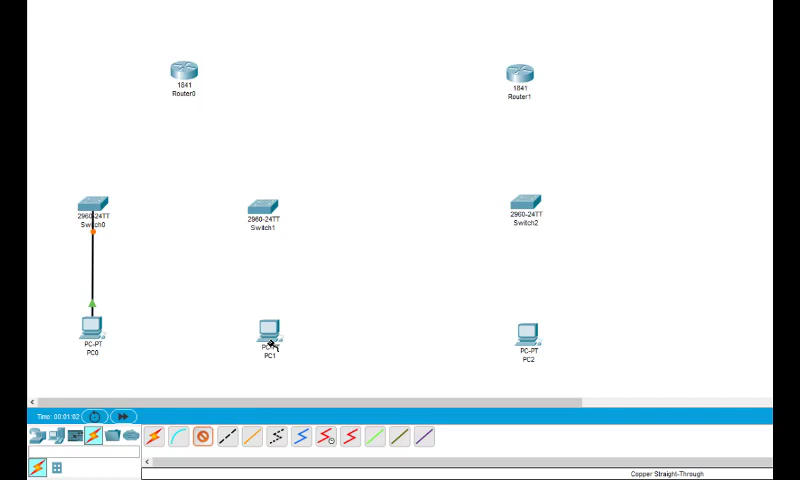 1841
Router0
1841
Router1
2960-24TT
Switch0
2960-24TT
Switch1
2960-24TT
Switch2
PC-PT
PC0
PC1
PC-PT
PC2
Time: 00:01:02
Copper Straight-Through